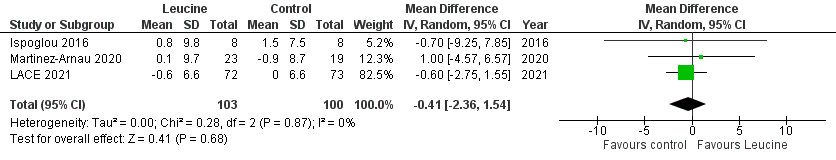 Leucine Control Mean Difference Mean Difference
Study or Subgroup Mean SD Total Mean SD Total Weight IV, Random, 95% CI Year IV, Random, 95% CI
Ispoglou 2016 0.8 9.8 8 1.5 7.5 8 5.2% -0.70 [-9.25, 7.85] 2016
Martinez-Arnau 2020 0.1 9.7 23 -0.9 8.7 19 12.3% 1.00 [-4.57, 6.57] 2020
LACE 2021 -0.6 6.6 72 0 6.6 73 82.5% -0.60 [-2.75, 1.55] 2021
Total (95% CI) 103 100 100.0% -0.41 [-2.36, 1.54]
Heterogeneity: Tau² = 0.00; Chi² = 0.28, df = 2 (P = 0.87); I² = 0%
Test for overall effect: Z = 0.41 (P = 0.68)
-10 -5 0 5 10
Favours control Favours Leucine